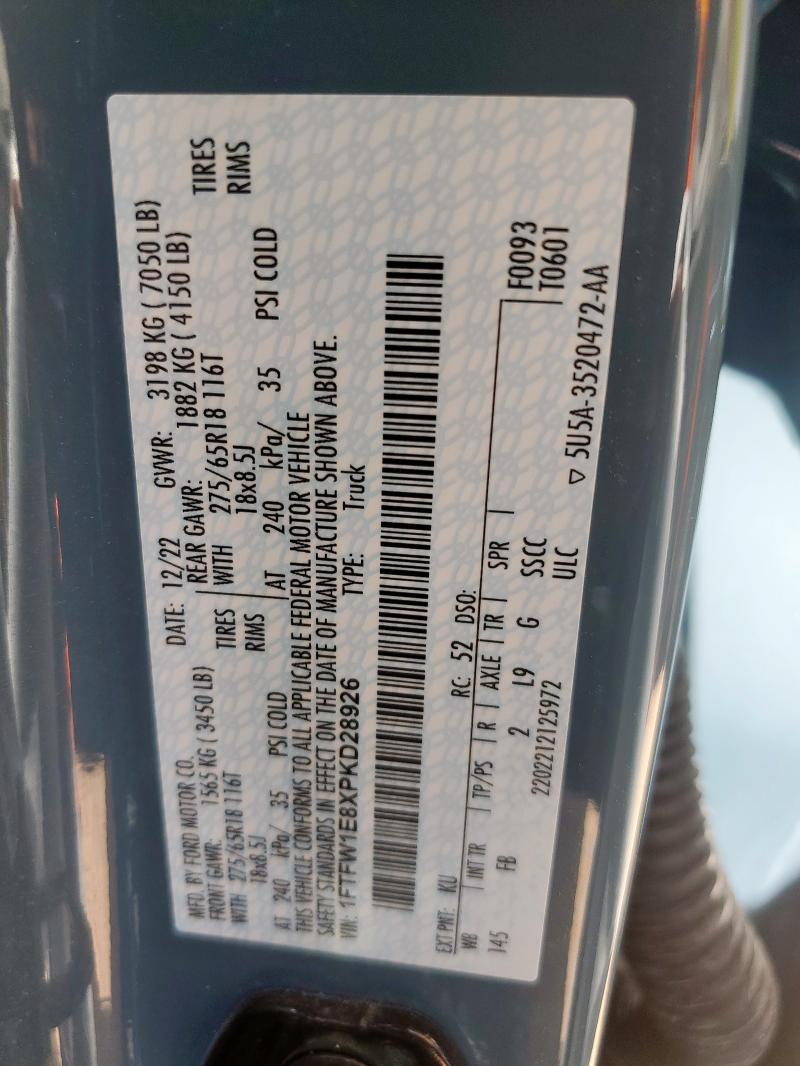 MFD. BY FORD MOTOR CO. DATE: 12/22 GVWR: 3198 KG ( 7050 LB)
FRONT GAWR: 1565 KG ( 3450 LB) REAR GAWR: 1882 KG ( 4150 LB)
WITH 275/65R18 116T TIRES WITH 275/65R18 116T TIRES
18x8.5J RIMS 18x8.5J RIMS
AT 240 kPa/ 35 PSI COLD AT 240 kPa/ 35 PSI COLD
THIS VEHICLE CONFORMS TO ALL APPLICABLE FEDERAL MOTOR VEHICLE
SAFETY STANDARDS IN EFFECT ON THE DATE OF MANUFACTURE SHOWN ABOVE.
VIN: 1FTFW1E8XPKD28926 TYPE: Truck
EXT PNT: KU RC: 52 DSO:
WB INT TR TP/PS R AXLE TR SPR F0093
145 FB 2 L9 G SSCC T0601
2202212125972 ULC ▽ 5U5A-3520472-AA